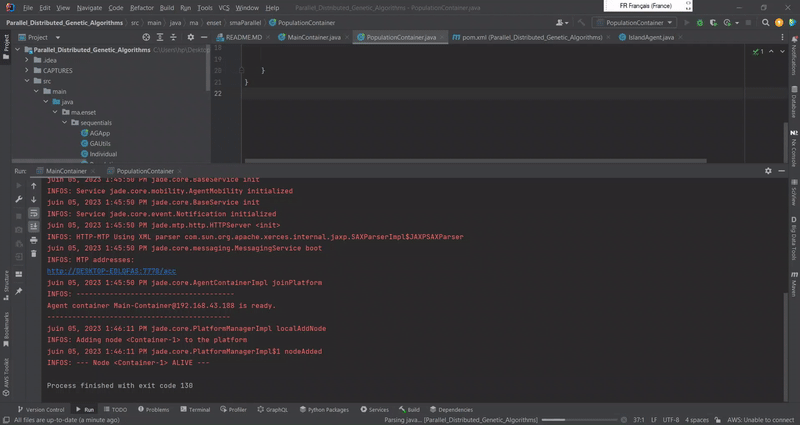 FR Français (France)
File Edit View Navigate Code Refactor Build Run Tools VCS Window Help Parallel_Distributed_Genetic_Algorithms - PopulationContainer.java
Parallel_Distributed_Genetic_Algorithms src main java ma enset smaParallel PopulationContainer PopulationContainer
Project README.MD MainContainer.java PopulationContainer.java pom.xml (Parallel_Distributed_Genetic_Algorithms) IslandAgent.java
Parallel_Distributed_Genetic_Algorithms
.idea
CAPTURES
src
main
java
ma.enset
sequentials
AGApp
GAUtils
Individual
18
19
20 }
21 }
22
1
Project
Notifications
Database
Nx Console
SciView
Big Data Tools
Maven
Structure
Bookmarks
AWS Toolkit
Run: MainContainer PopulationContainer
juin 05, 2023 1:45:50 PM jade.core.BaseService init
INFOS: Service jade.core.mobility.AgentMobility initialized
juin 05, 2023 1:45:50 PM jade.core.BaseService init
INFOS: Service jade.core.event.Notification initialized
juin 05, 2023 1:45:50 PM jade.mtp.http.HTTPServer <init>
INFOS: HTTP-MTP Using XML parser com.sun.org.apache.xerces.internal.jaxp.SAXParserImpl$JAXPSAXParser
juin 05, 2023 1:45:50 PM jade.core.messaging.MessagingService boot
INFOS: MTP addresses:
http://DESKTOP-EBLGFAS:7778/acc
juin 05, 2023 1:45:50 PM jade.core.AgentContainerImpl joinPlatform
INFOS: --------------------------------------
Agent container Main-Container@192.168.43.188 is ready.
--------------------------------------------
juin 05, 2023 1:46:11 PM jade.core.PlatformManagerImpl localAddNode
INFOS: Adding node <Container-1> to the platform
juin 05, 2023 1:46:11 PM jade.core.PlatformManagerImpl$1 nodeAdded
INFOS: --- Node <Container-1> ALIVE ---
Process finished with exit code 130
Version Control Run TODO Problems Terminal Profiler GraphQL Python Packages Services Build Dependencies
All files are up-to-date (a minute ago) Parsing java... [Parallel_Distributed_Genetic_Algorithms] 37:1 LF UTF-8 4 spaces AWS: Unable to connect